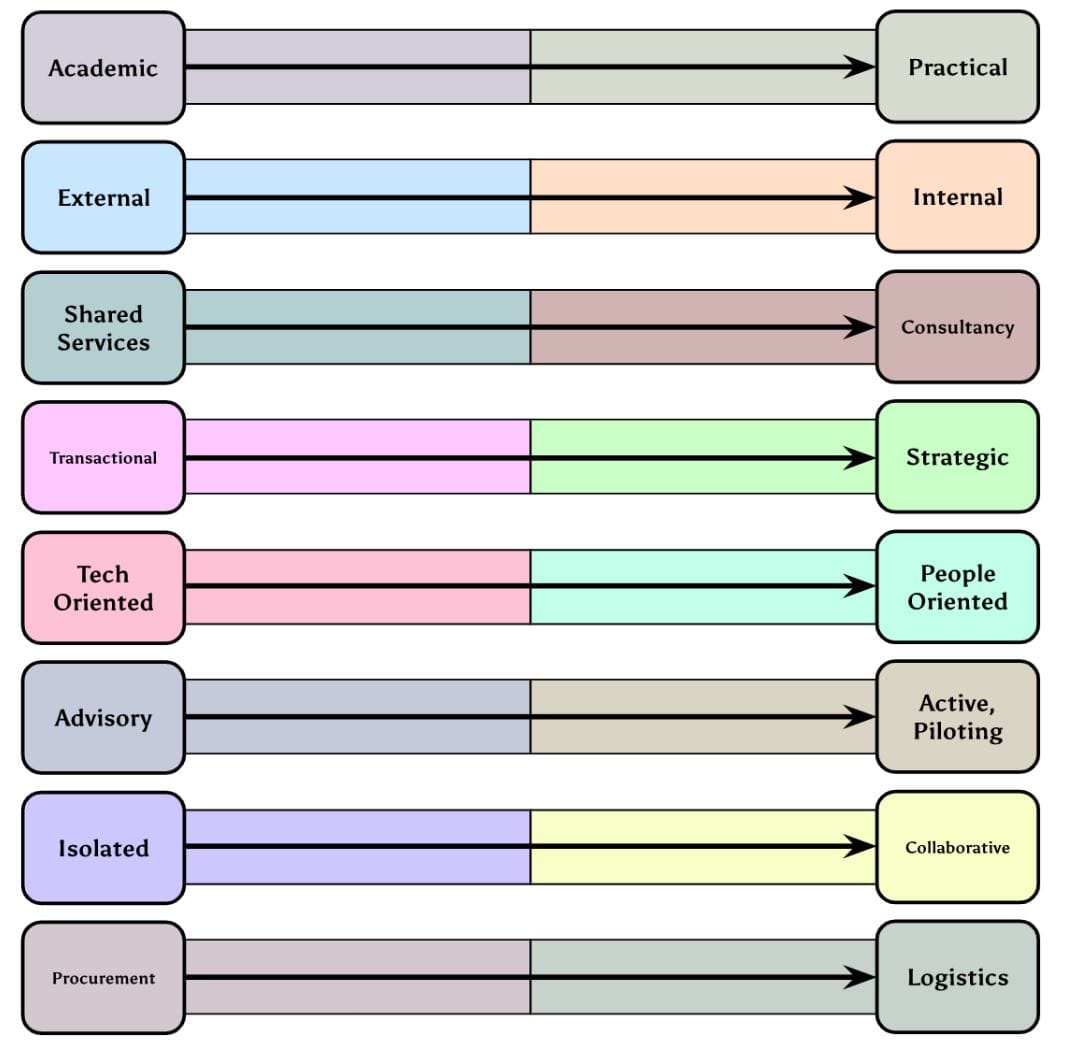 Academic
Practical
External
Internal
Shared
Services
Consultancy
Transactional
Strategic
Tech
Oriented
People
Oriented
Advisory
Active,
Piloting
Isolated
Collaborative
Procurement
Logistics